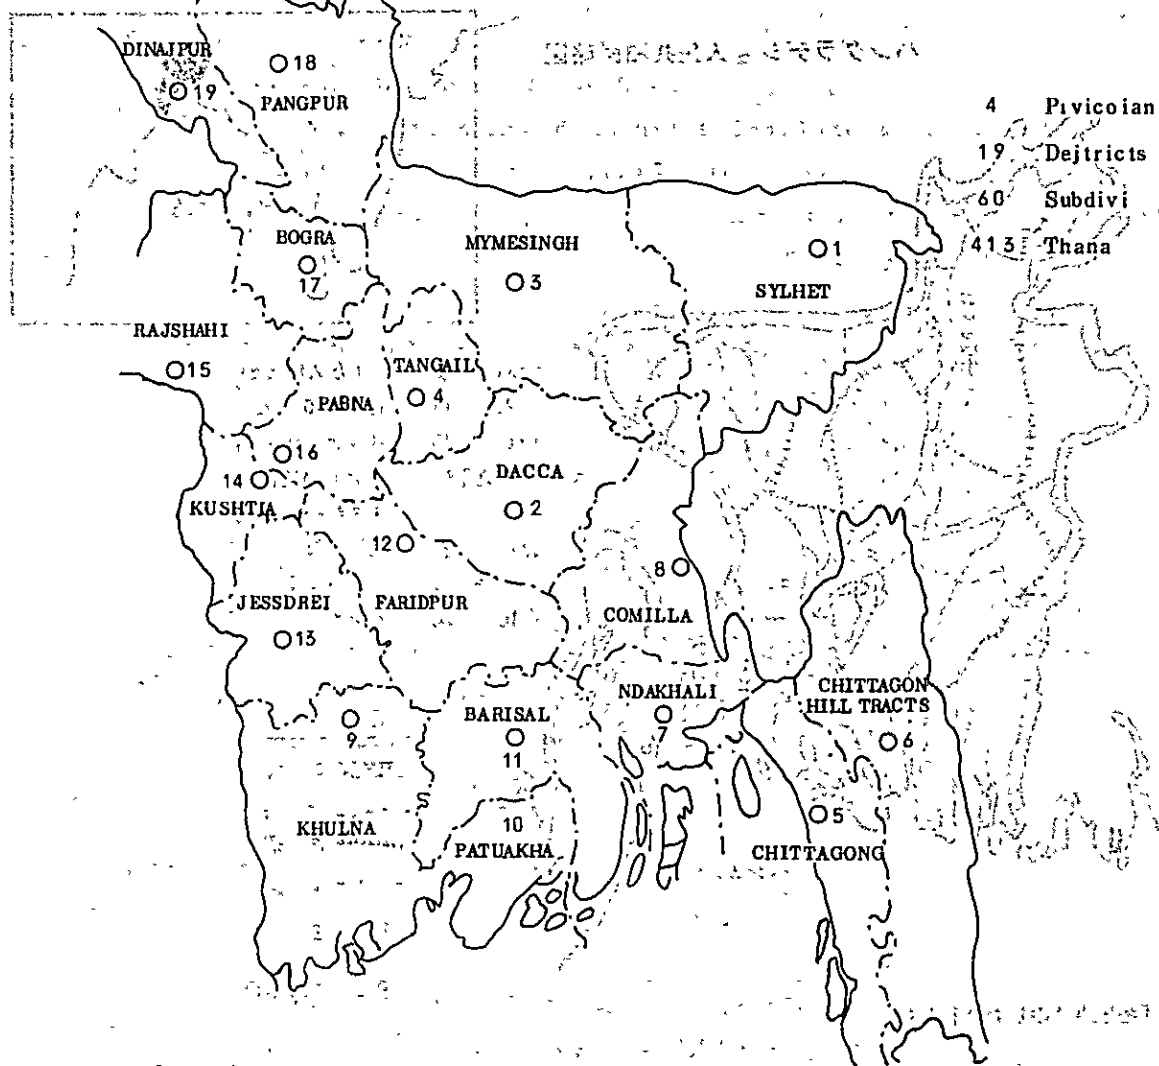 DINAJPUR
19
18
PANGPUR
4 Pivicoian
19 Dejtricts
60 Subdivi
413 Thana
BOGRA
17
MYMESINGH
3
1
SYLHET
RAJSHAHI
15
TANGAIL
4
PABNA
16
14
KUSHTIA
DACCA
2
12
8
JESSDREI
13
FARIDPUR
COMILLA
NDAKHALI
7
CHITTAGON
HILL TRACTS
6
BARISAL
11
9
KHULNA
10
PATUAKHA
5
CHITTAGONG